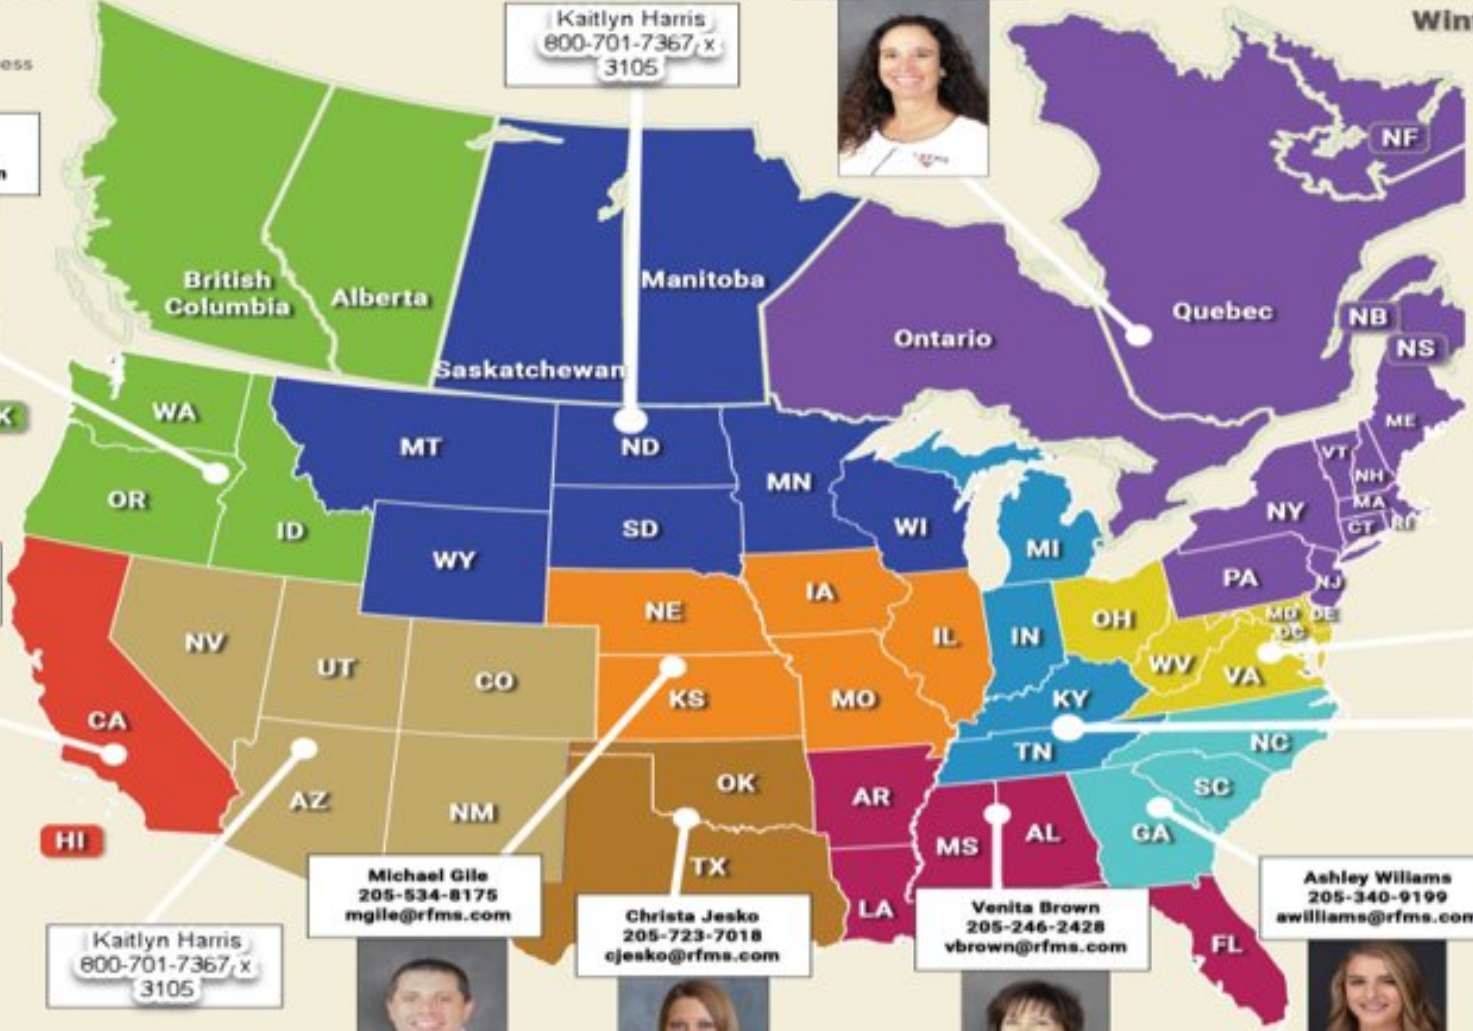 Kaitlyn Harris
800-701-7367, x
3105
Win
ess
NF
British
Columbia
Alberta
Manitoba
Saskatchewan
Ontario
Quebec
NB
NS
K
WA
MT
ND
MN
ME
VT
NH
OR
ID
WY
SD
WI
MI
NY
MA
CT
RI
PA
NJ
NE
IA
IL
IN
OH
MD
DE
DC
NV
UT
CO
KS
MO
KY
WV
VA
CA
AZ
NM
OK
AR
TN
NC
SC
HI
TX
LA
MS
AL
GA
FL
Michael Gile
205-534-8175
mgile@rfms.com
Christa Jesko
205-723-7018
cjesko@rfms.com
Venita Brown
205-246-2428
vbrown@rfms.com
Ashley Wiliams
205-340-9199
awilliams@rfms.com
Kaitlyn Harris
800-701-7367, x
3105